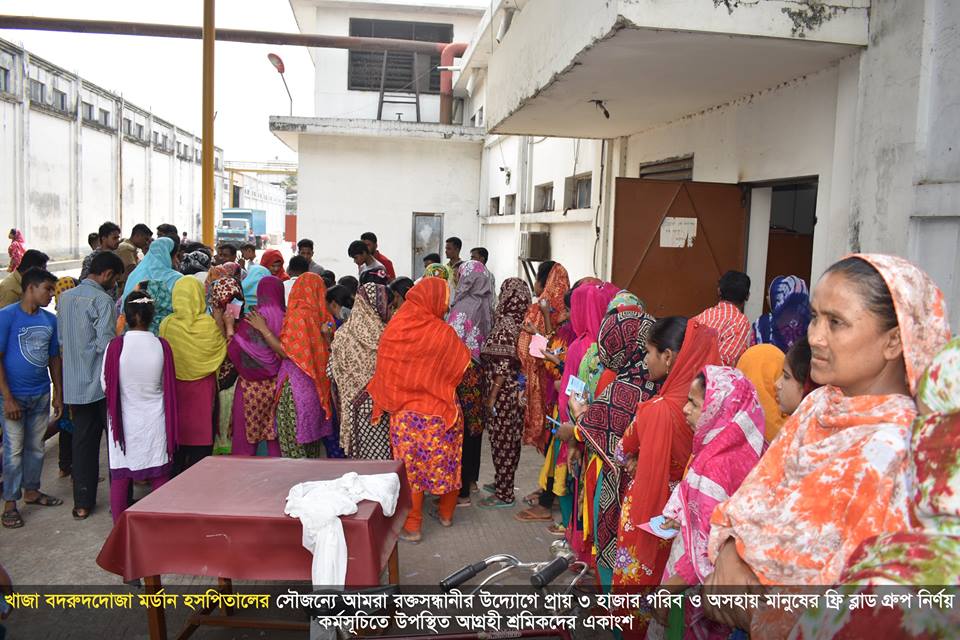 খাজা বদরুদদোজা মর্ডান হসপিতালের সৌজন্যে আমরা রক্তসন্ধানীর উদ্যোগে প্রায় ৩ হাজার গরিব ও অসহায় মানুষের ফ্রি ব্লাড গ্রুপ নির্ণয়
কর্মসূচিতে উপস্থিত আগ্রহী শ্রমিকদের একাংশ